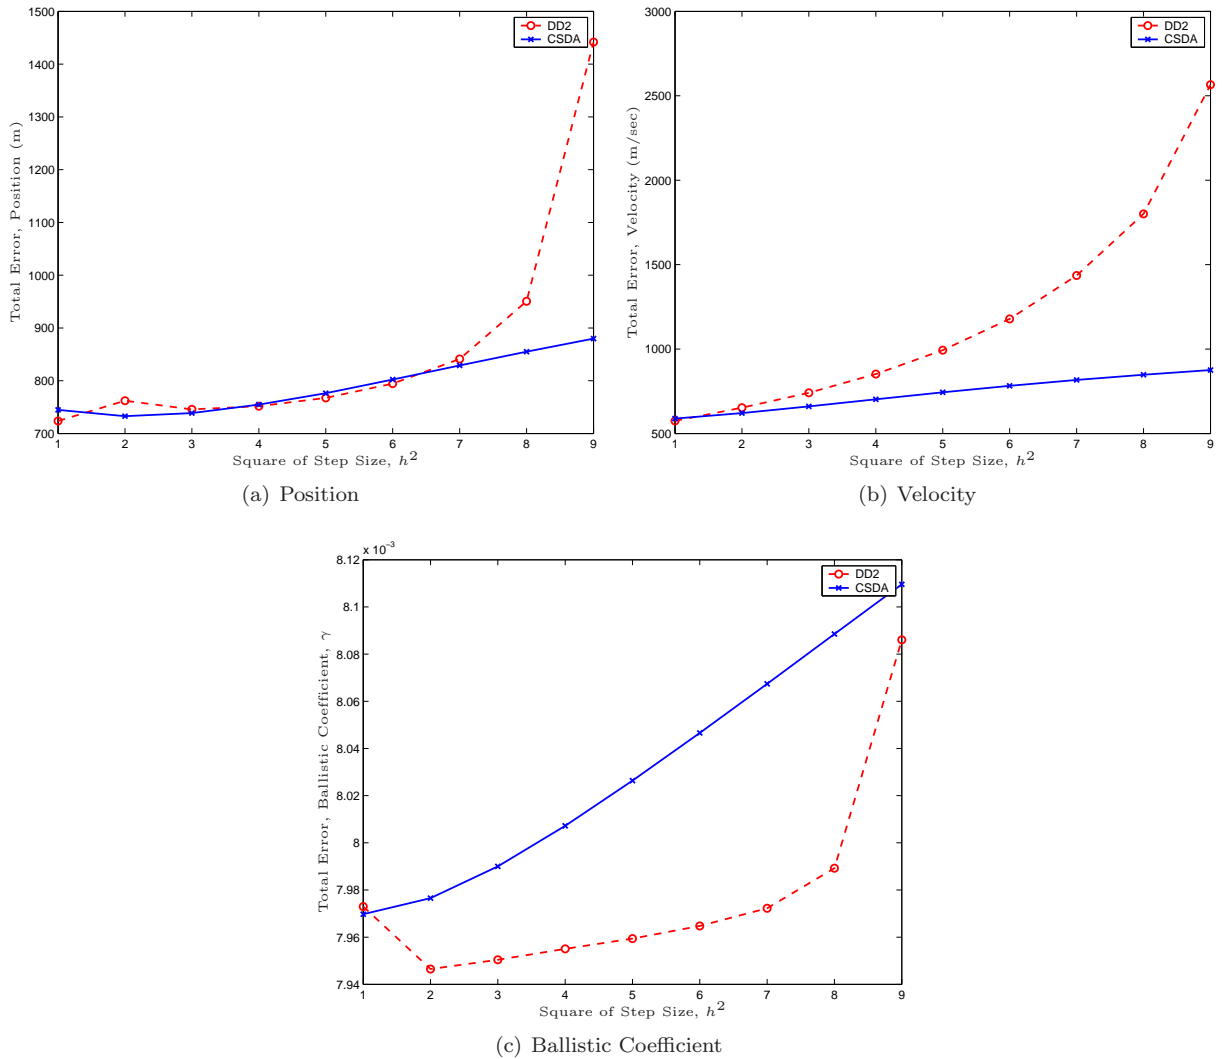 1500
1400
1300
1200
1100
1000
900
800
700
1 2 3 4 5 6 7 8 9
Total Error, Position (m)
Square of Step Size, h²
DD2
CSDA
(a) Position
3000
2500
2000
1500
1000
500
1 2 3 4 5 6 7 8 9
Total Error, Velocity (m/sec)
Square of Step Size, h²
DD2
CSDA
(b) Velocity
x 10⁻³
8.12
8.1
8.08
8.06
8.04
8.02
8
7.98
7.96
7.94
1 2 3 4 5 6 7 8 9
Total Error, Ballistic Coefficient, γ
Square of Step Size, h²
DD2
CSDA
(c) Ballistic Coefficient